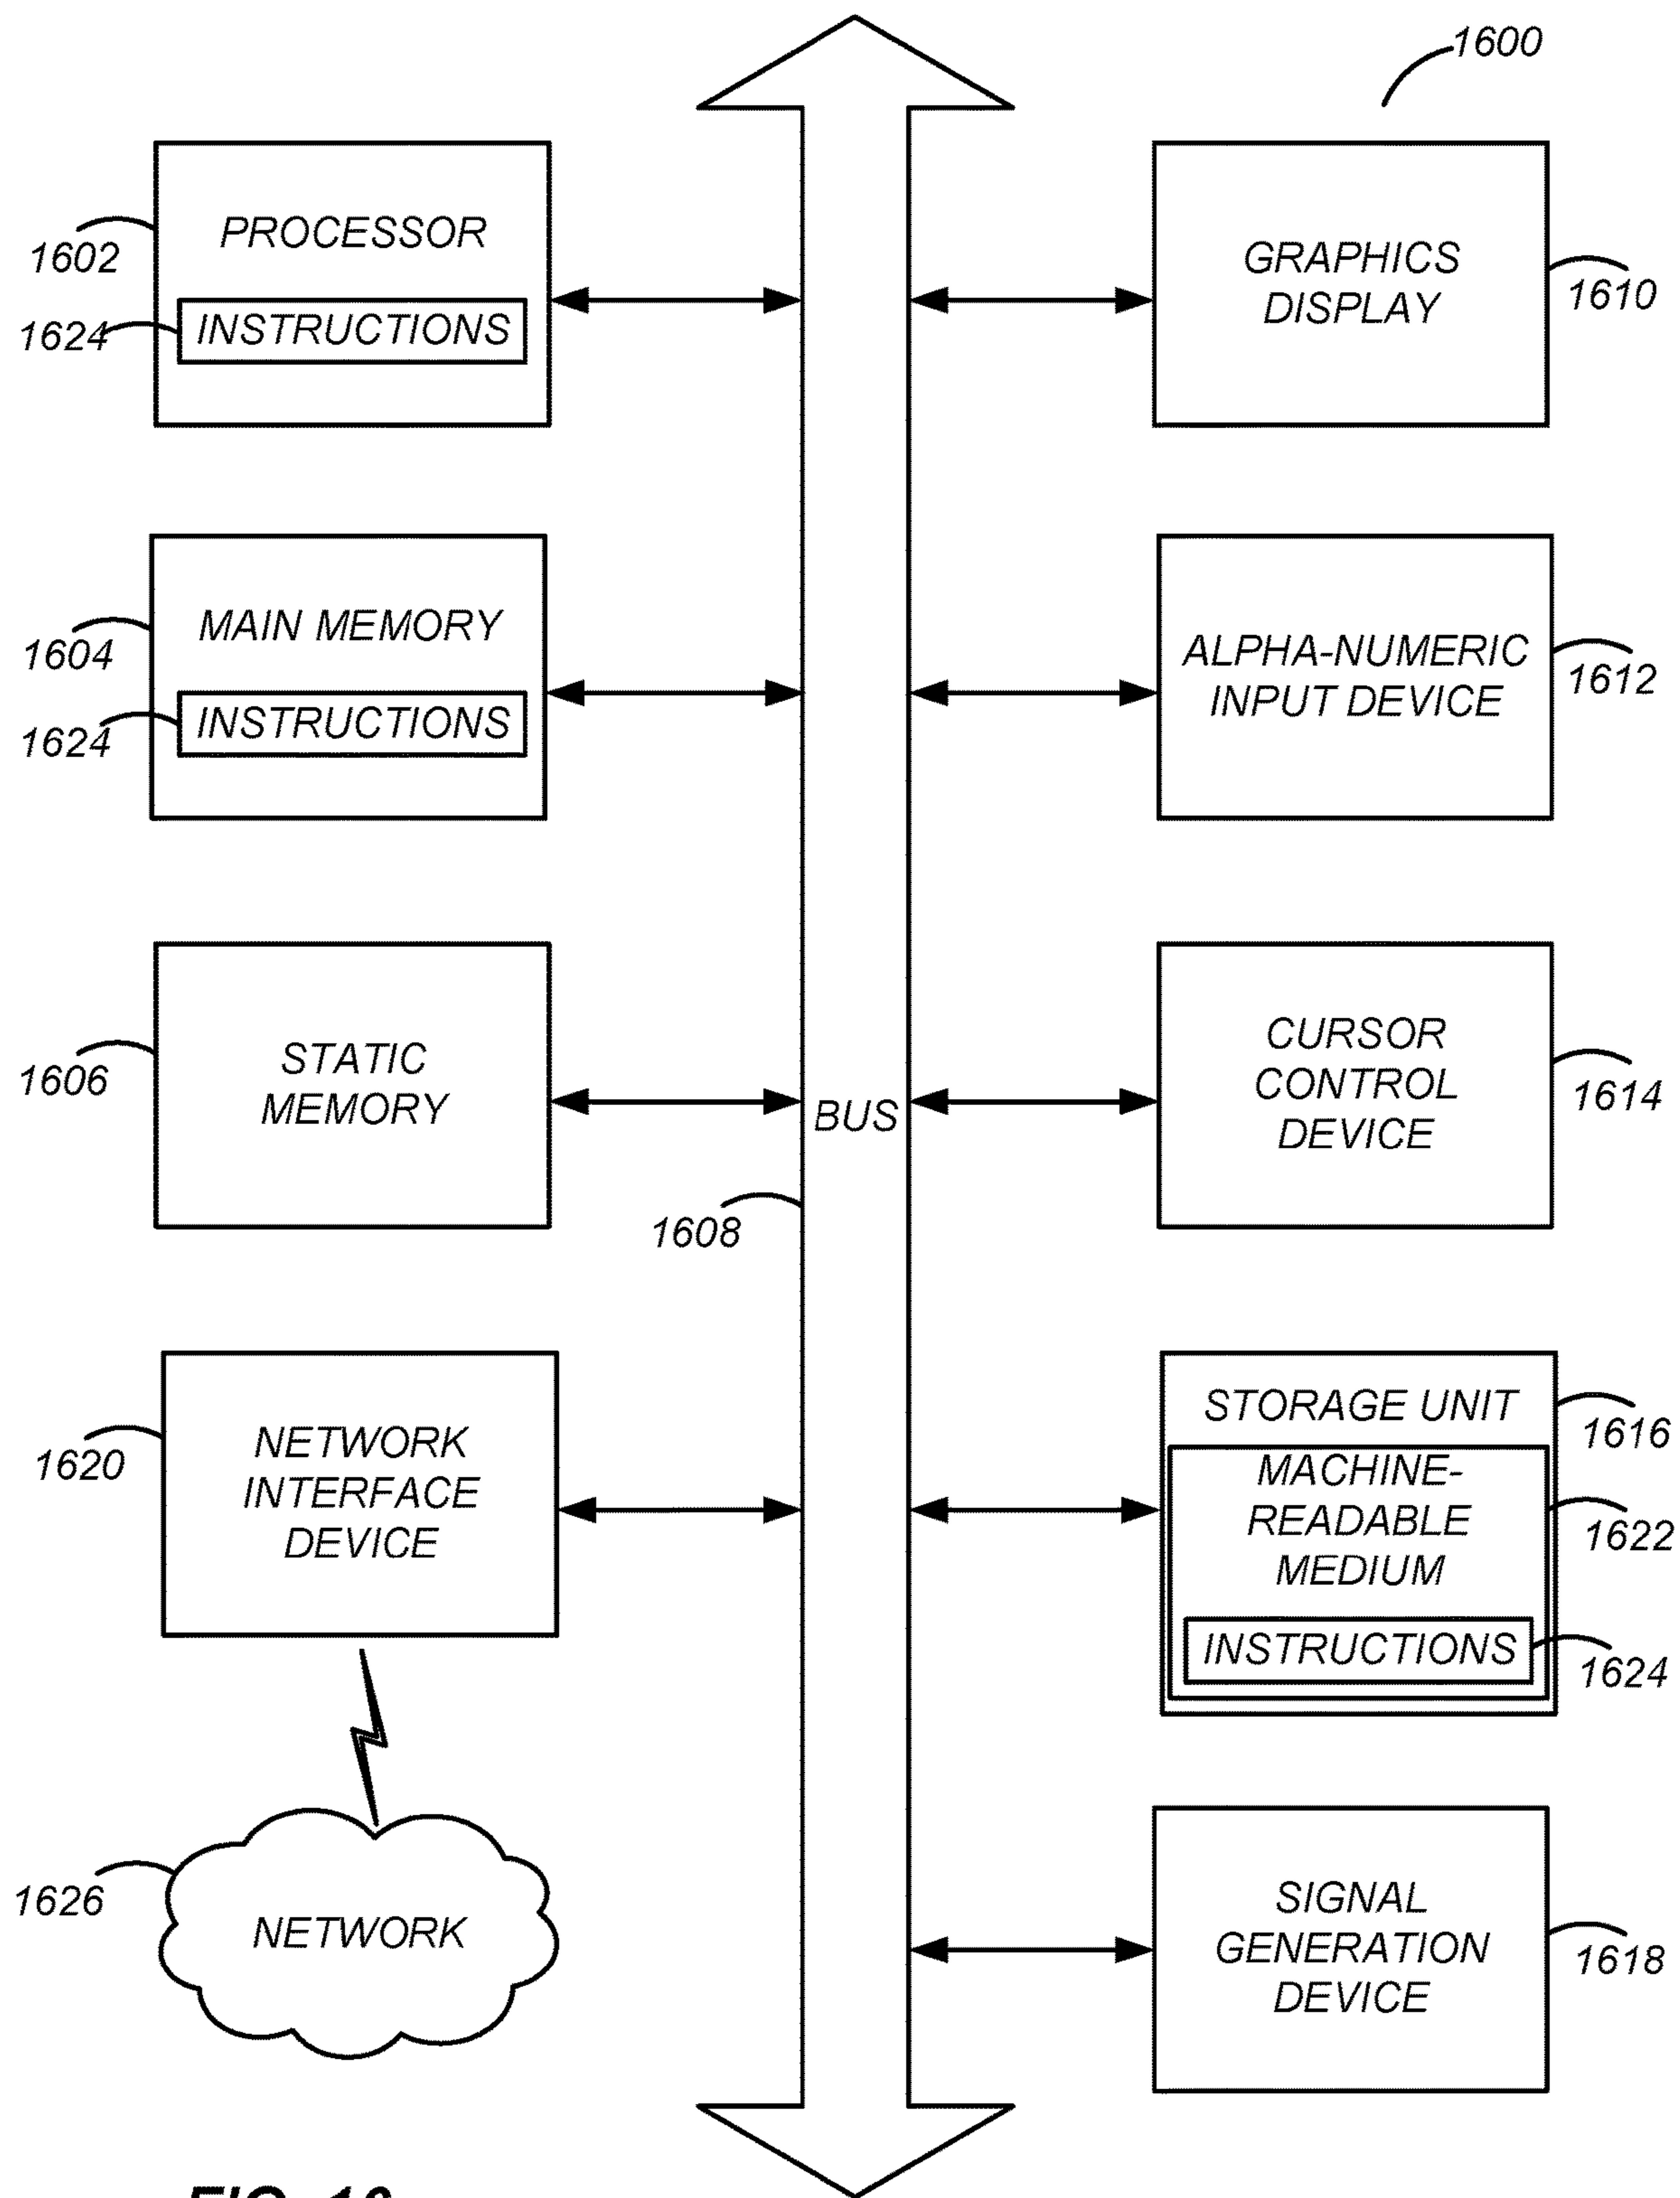 1600
PROCESSOR
1602
1624
INSTRUCTIONS
GRAPHICS
DISPLAY
1610
MAIN MEMORY
1604
1624
INSTRUCTIONS
ALPHA-NUMERIC
INPUT DEVICE
1612
STATIC
MEMORY
1606
BUS
1608
CURSOR
CONTROL
DEVICE
1614
NETWORK
INTERFACE
DEVICE
1620
STORAGE UNIT
1616
MACHINE-
READABLE
MEDIUM
1622
INSTRUCTIONS
1624
1626
NETWORK
SIGNAL
GENERATION
DEVICE
1618